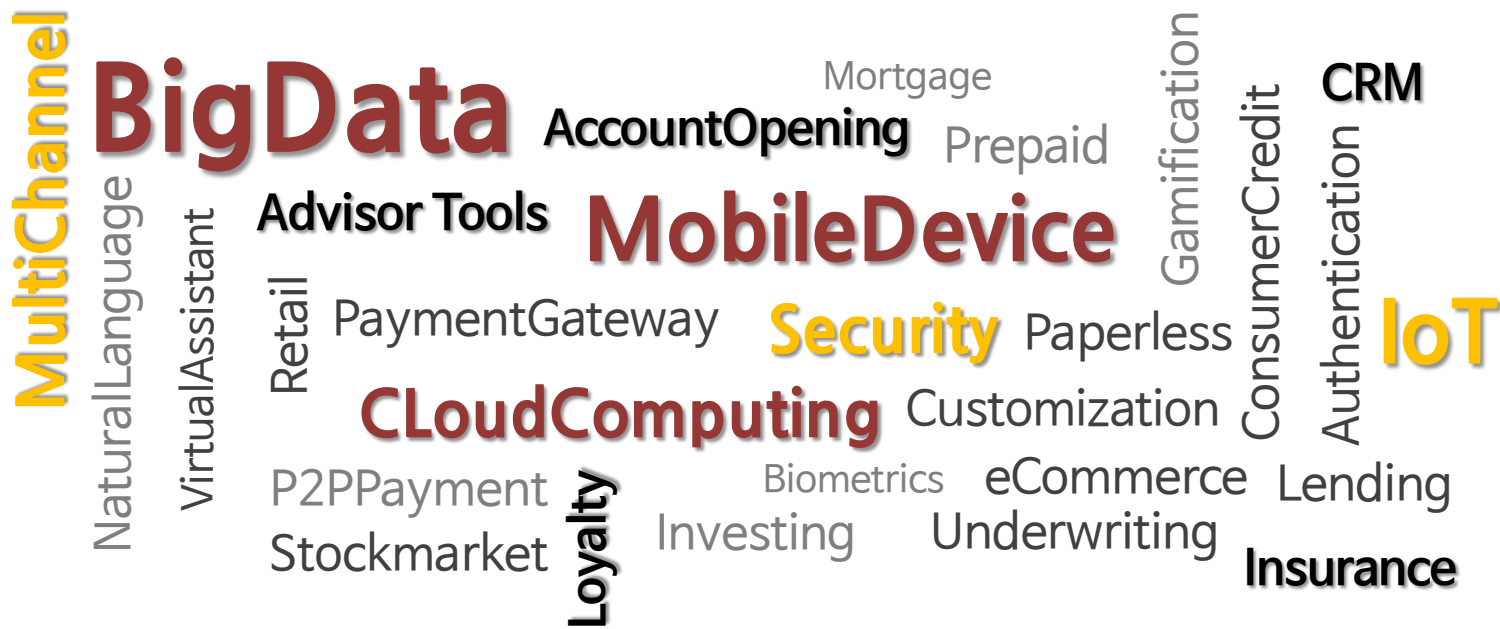 MultiChannel
BigData
Mortgage
Gamification
CRM
AccountOpening
Prepaid
ConsumerCredit
Authentication
NaturalLanguage
VirtualAssistant
Advisor Tools
MobileDevice
Retail
PaymentGateway
Security
Paperless
IoT
CLoudComputing
Customization
P2PPayment
Loyalty
Biometrics
eCommerce
Lending
Stockmarket
Investing
Underwriting
Insurance